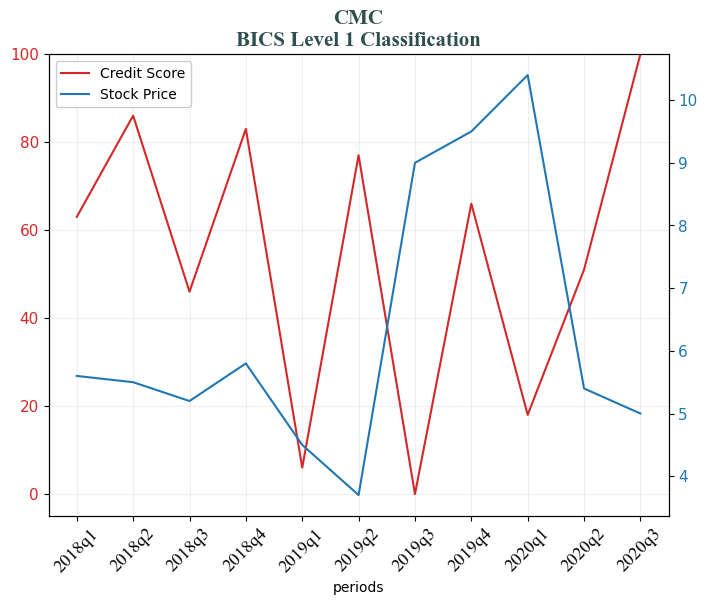 CMC
BICS Level 1 Classification
Credit Score
Stock Price
100
80
60
40
20
0
10
9
8
7
6
5
4
2018q1
2018q2
2018q3
2018q4
2019q1
2019q2
2019q3
2019q4
2020q1
2020q2
2020q3
periods